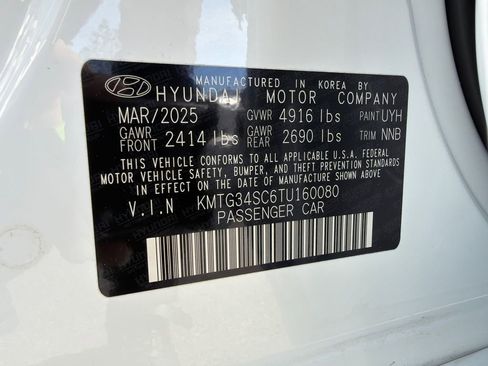 MANUFACTURED IN KOREA BY
HYUNDAI MOTOR COMPANY
MAR/2025 GVWR 4916 lbs PAINT UYH
GAWR FRONT 2414 lbs GAWR REAR 2690 lbs TRIM NNB
THIS VEHICLE CONFORMS TO ALL APPLICABLE U.S.A. FEDERAL
MOTOR VEHICLE SAFETY, BUMPER, AND THEFT PREVENTION STANDARDS
IN EFFECT ON THE DATE OF MANUFACTURE SHOWN ABOVE.
V.I.N KMTG34SC6TU160080
PASSENGER CAR